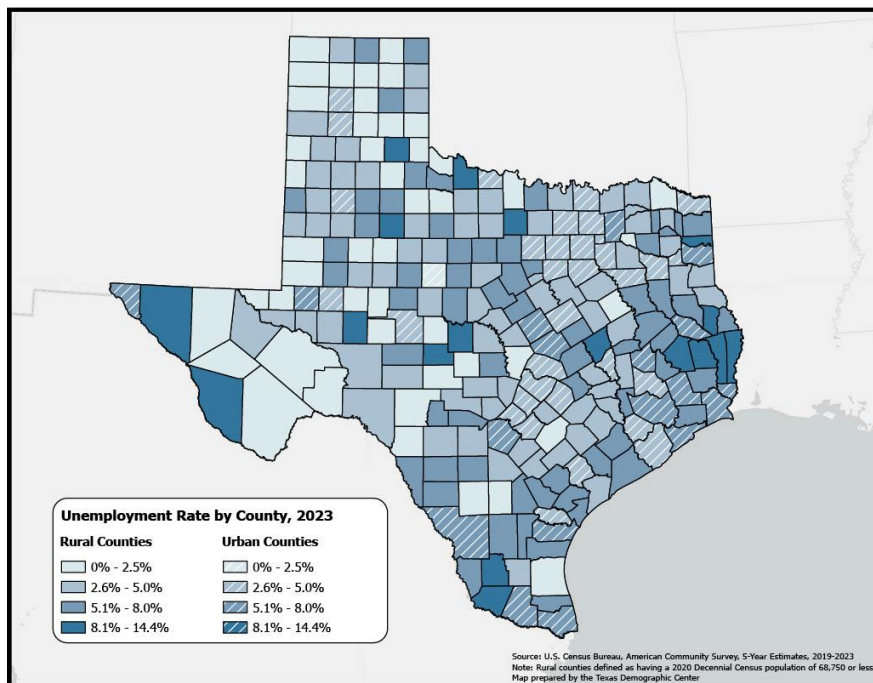 Unemployment Rate by County, 2023
Rural Counties
0% - 2.5%
2.6% - 5.0%
5.1% - 8.0%
8.1% - 14.4%
Urban Counties
0% - 2.5%
2.6% - 5.0%
5.1% - 8.0%
8.1% - 14.4%
Source: U.S. Census Bureau, American Community Survey, 5-Year Estimates, 2019-2023
Note: Rural counties defined as having a 2020 Decennial Census population of 68,750 or less
Map prepared by the Texas Demographic Center